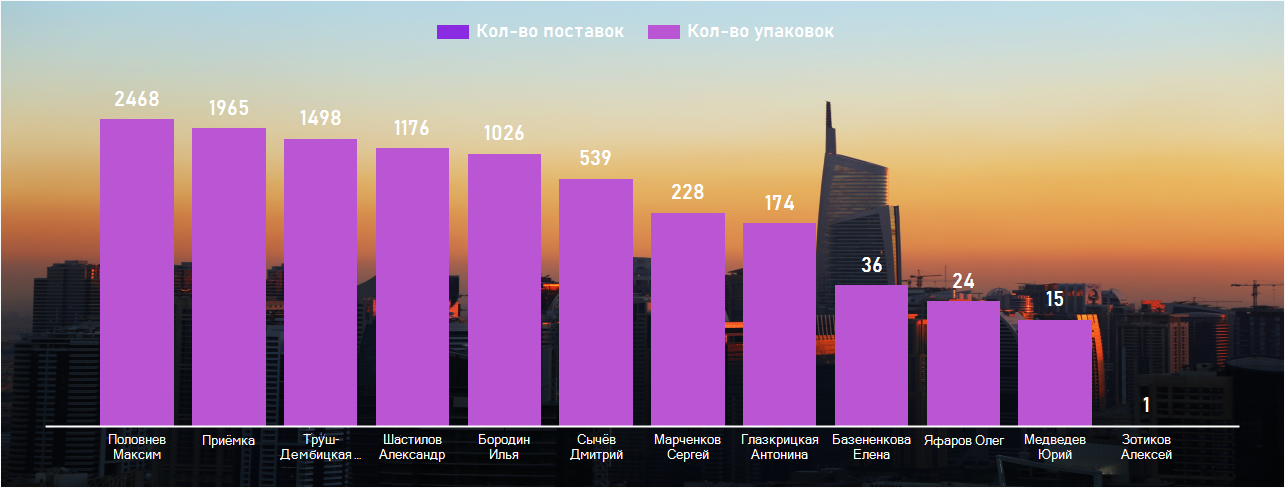 Кол-во поставок Кол-во упаковок
2468 1965 1498 1176 1026 539 228 174 36 24 15 1
Половнев Приёмка Труш- Шастилов Бородин Сычёв Марченков Глазкрицкая Базененкова Яфаров Олег Медведев Зотиков
Максим Дембицкая... Александр Илья Дмитрий Сергей Антонина Елена Юрий Алексей